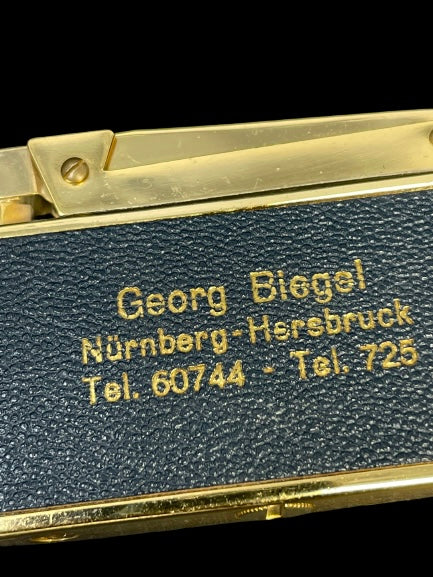 Georg Biegel
Nürnberg-Hersbruck
Tel. 60744 - Tel. 725